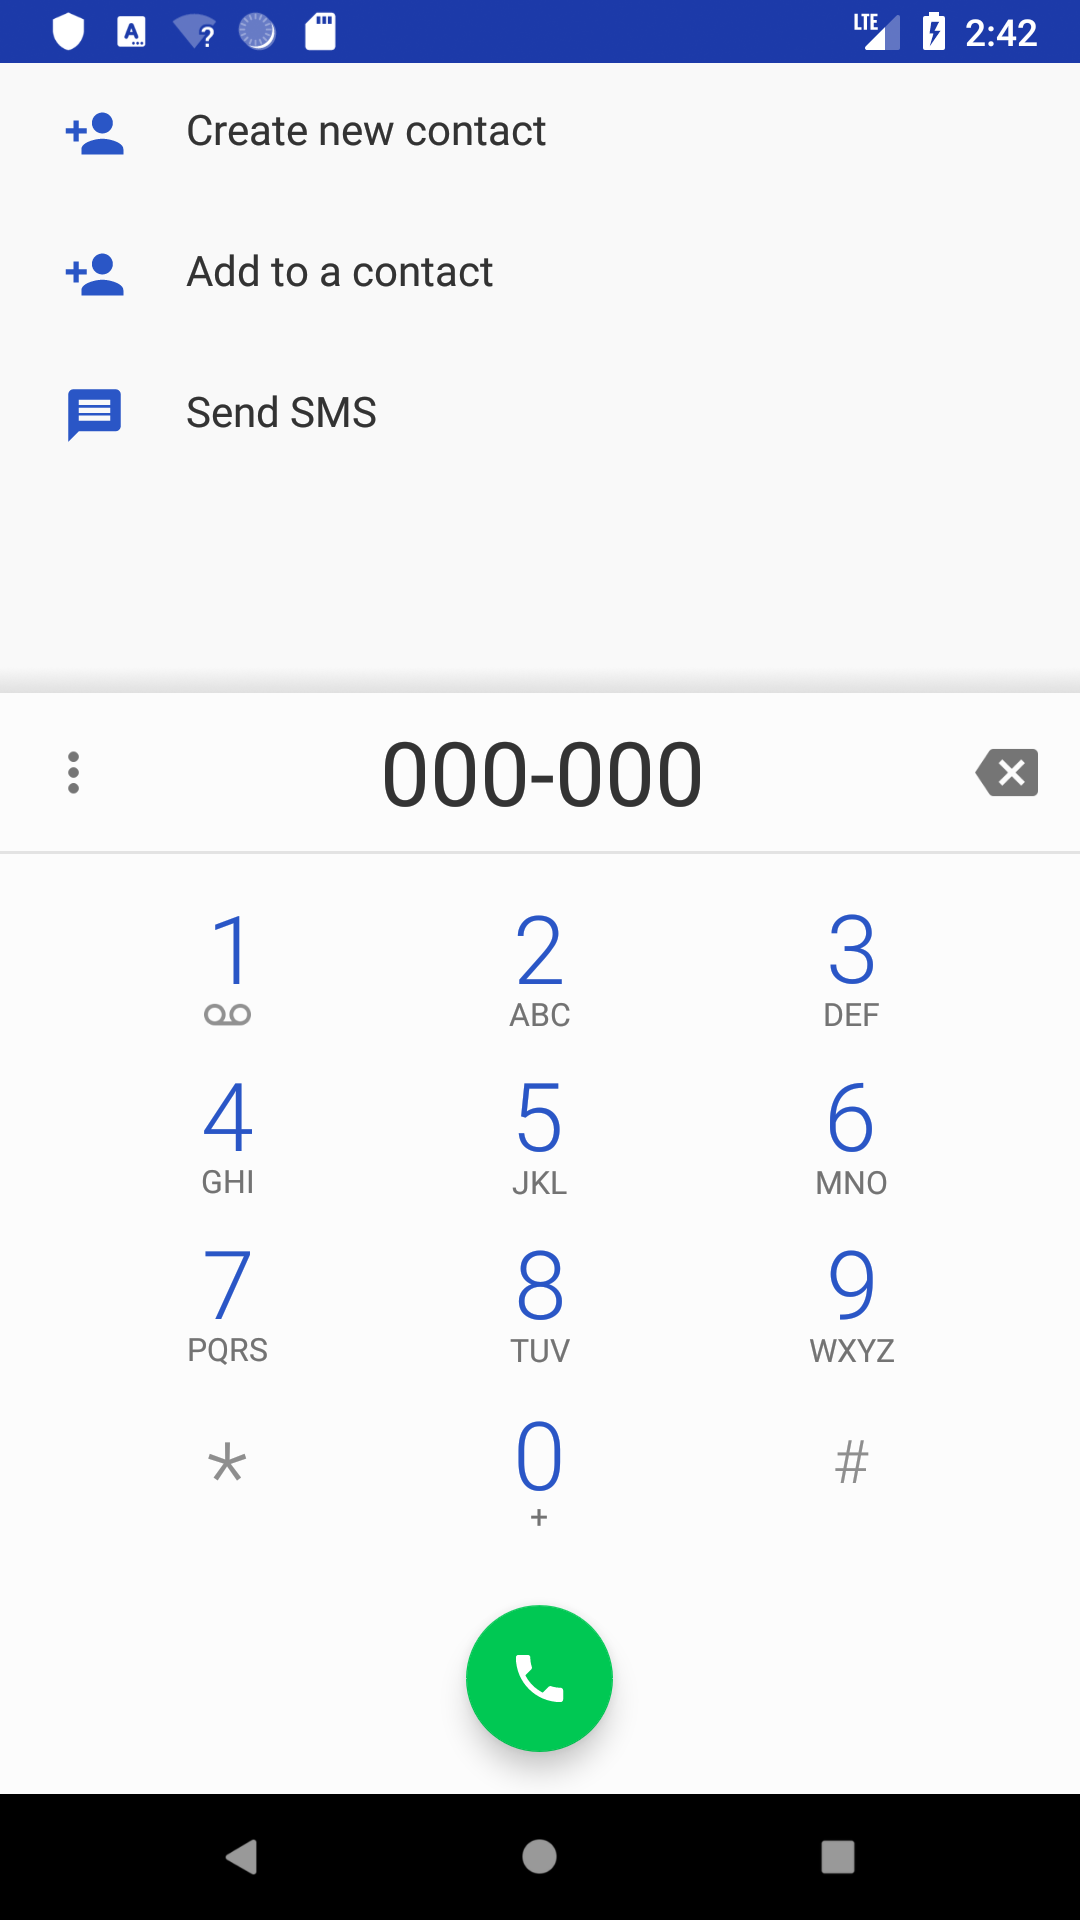 LTE 2:42
Create new contact
Add to a contact
Send SMS
000-000
1 2 3
ABC DEF
4 5 6
GHI JKL MNO
7 8 9
PQRS TUV WXYZ
* 0 #
+